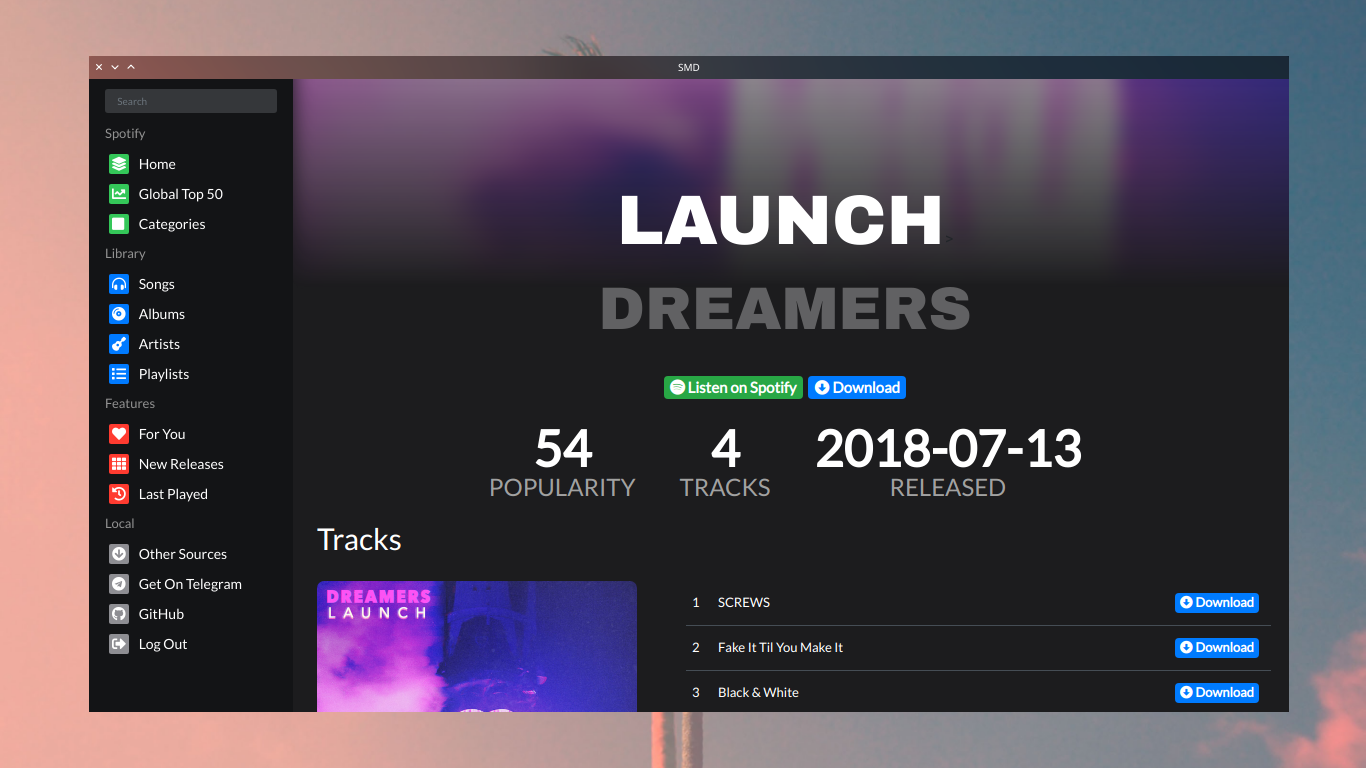 SMD
Search
Spotify
Home
Global Top 50
Categories
Library
Songs
Albums
Artists
Playlists
Features
For You
New Releases
Last Played
Local
Other Sources
Get On Telegram
GitHub
Log Out
LAUNCH >
DREAMERS
Listen on Spotify Download
54 4 2018-07-13
POPULARITY TRACKS RELEASED
Tracks
DREAMERS
LAUNCH
1 SCREWS Download
2 Fake It Til You Make It Download
3 Black & White Download